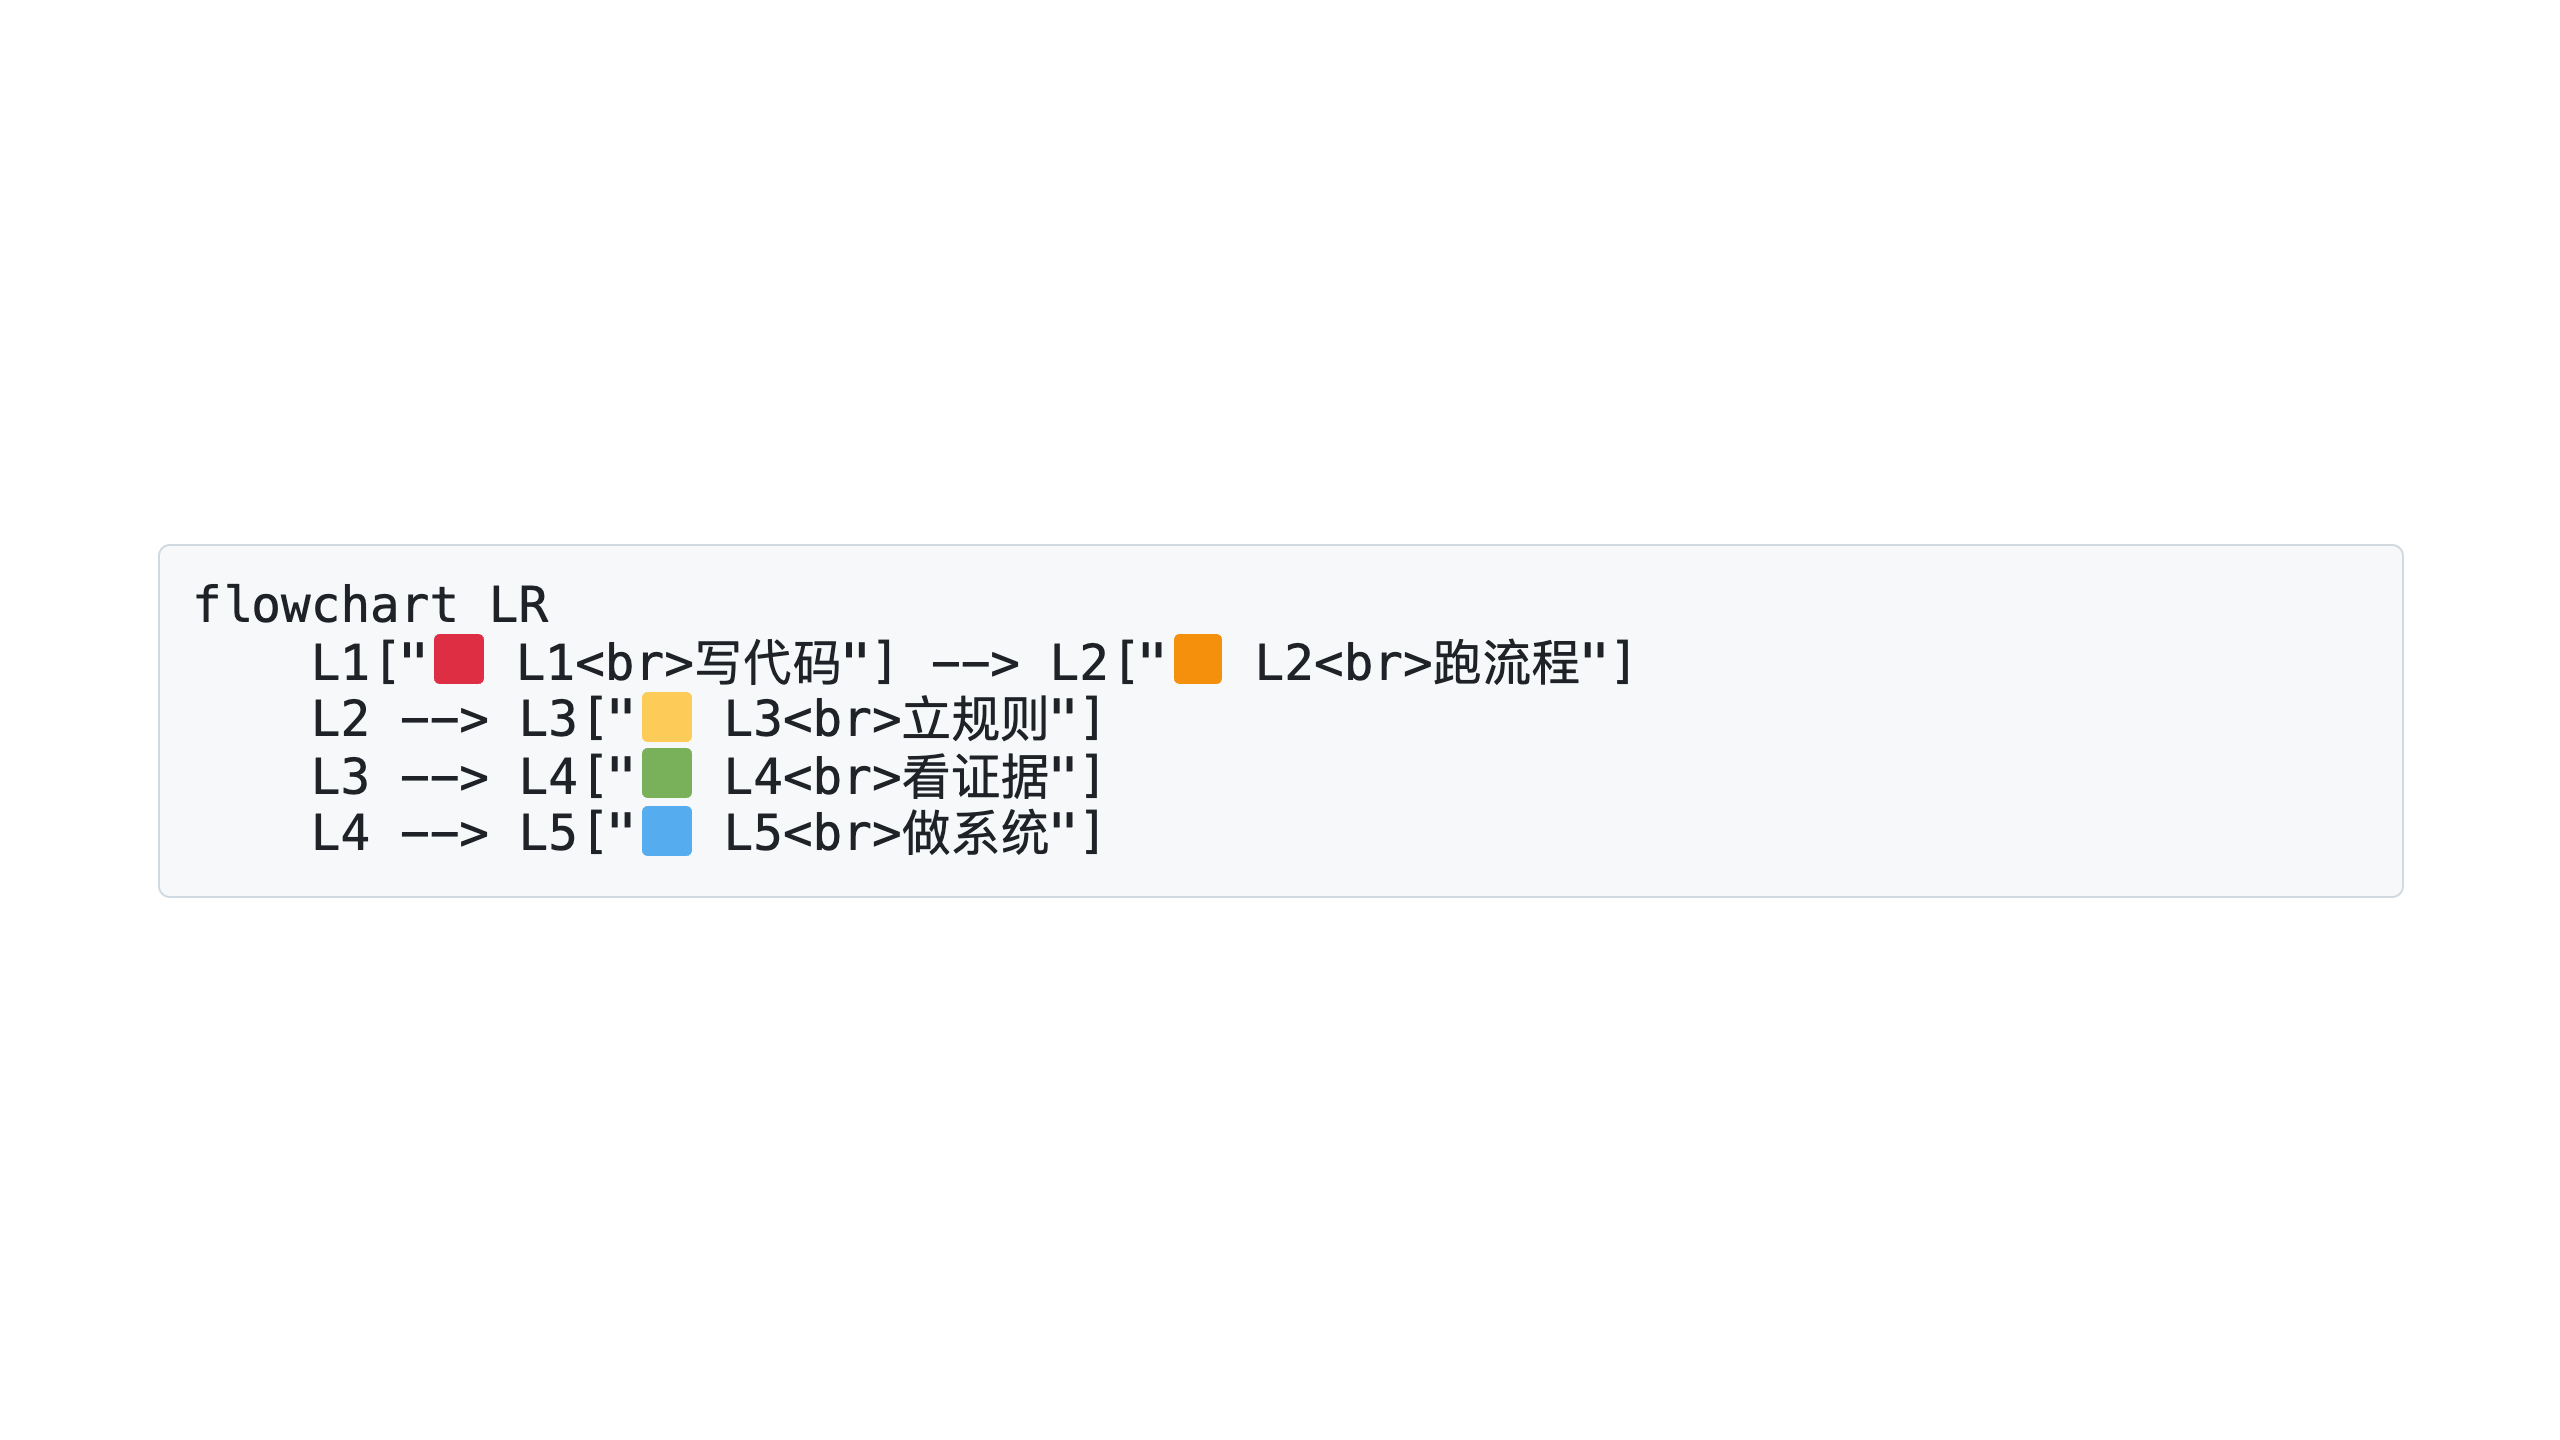 flowchart LR
    L1["🟥 L1<br>写代码"] --> L2["🟧 L2<br>跑流程"]
    L2 --> L3["🟨 L3<br>立规则"]
    L3 --> L4["🟩 L4<br>看证据"]
    L4 --> L5["🟦 L5<br>做系统"]